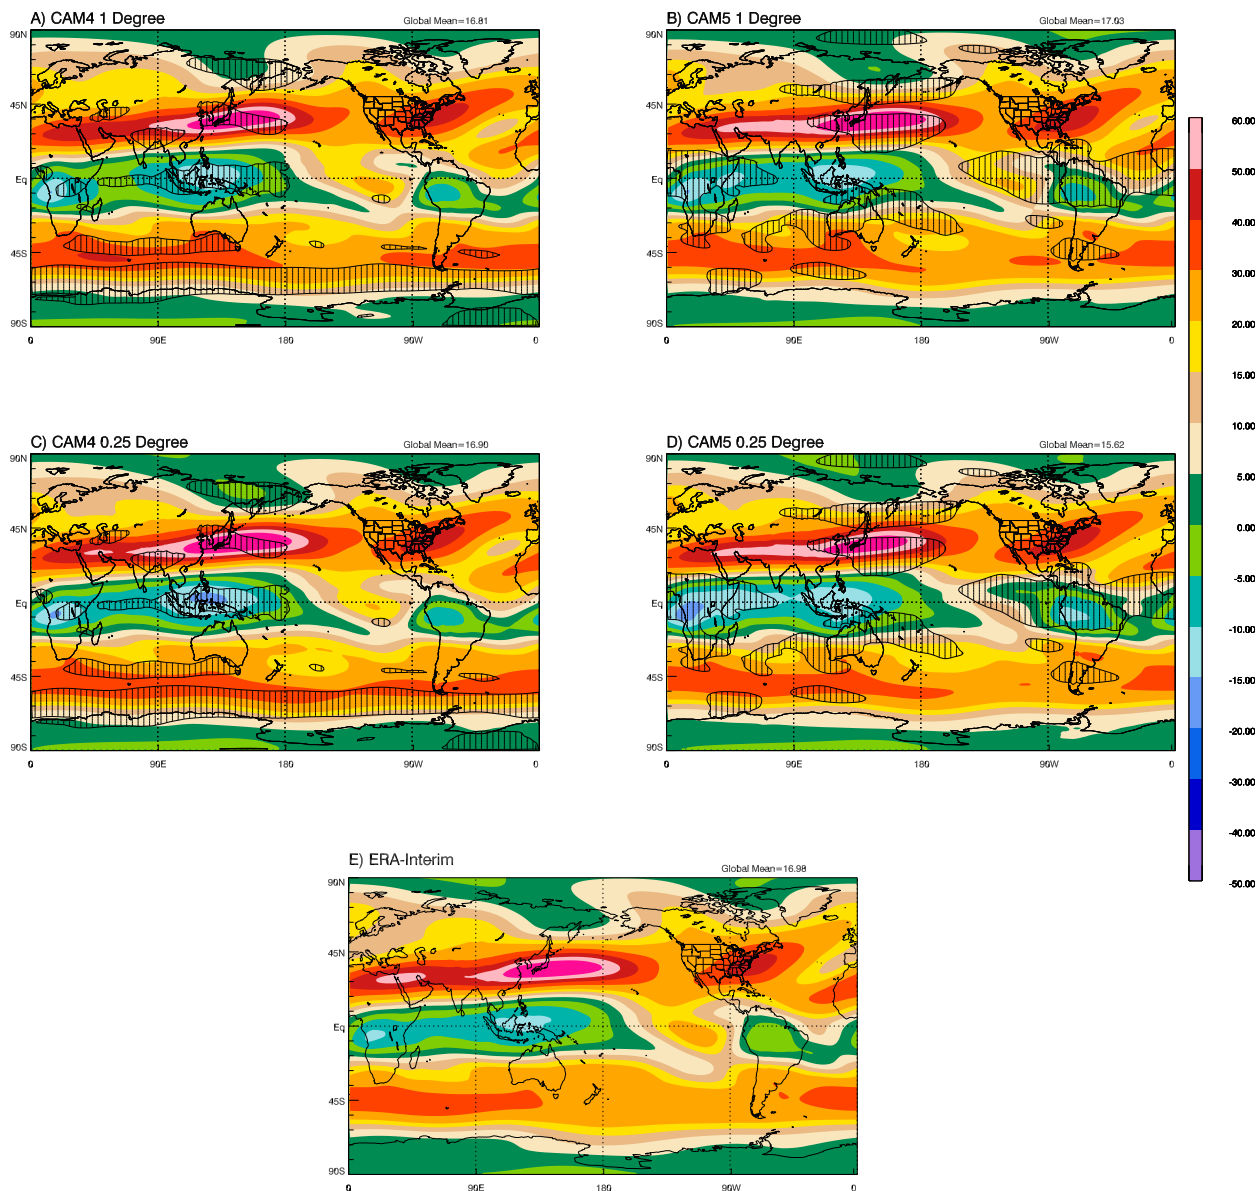 A) CAM4 1 Degree
Global Mean=16.81
90N
45N
Eq
45S
90S
0
90E
180
90W
0
B) CAM5 1 Degree
Global Mean=17.03
90N
45N
Eq
45S
90S
0
90E
180
90W
0
60.00
50.00
40.00
30.00
20.00
15.00
10.00
5.00
0.00
-5.00
-10.00
-15.00
-20.00
-30.00
-40.00
-50.00
C) CAM4 0.25 Degree
Global Mean=16.90
90N
45N
Eq
45S
90S
0
90E
180
90W
0
D) CAM5 0.25 Degree
Global Mean=15.62
90N
45N
Eq
45S
90S
0
90E
180
90W
0
E) ERA-Interim
Global Mean=16.98
90N
45N
Eq
45S
90S
0
90E
180
90W
0